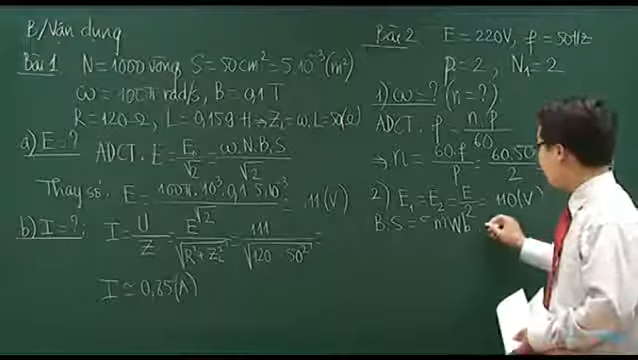 B/Vận dụng
Bài 1 N = 1000 vòng, S = 50cm² = 5.10⁻³(m²)
ω = 100π rad/s, B = 0,1T
R = 120Ω, L = 0,159H → Z_L = ω.L = 50(Ω)
a) E = ? ADCT. E = E₀/√2 = ω.N.B.S/√2
Thay số. E = 100π.10³.0,1.5.10⁻³/√2 = 111(V)
b) I = ?: I = U/Z = E/√(R²+Z_L²) = 111/√(120 50²) =
I ≃ 0,85(A)
Bài 2 E = 220V, f = 50Hz
p = 2, N₁ = 2
1) ω = ? (n = ?)
ADCT. f = n.p/60
→ n = 60.f/p = 60.50/2
2) E₁ = E₂ = E/2 = 110(V)
B.S = mWb